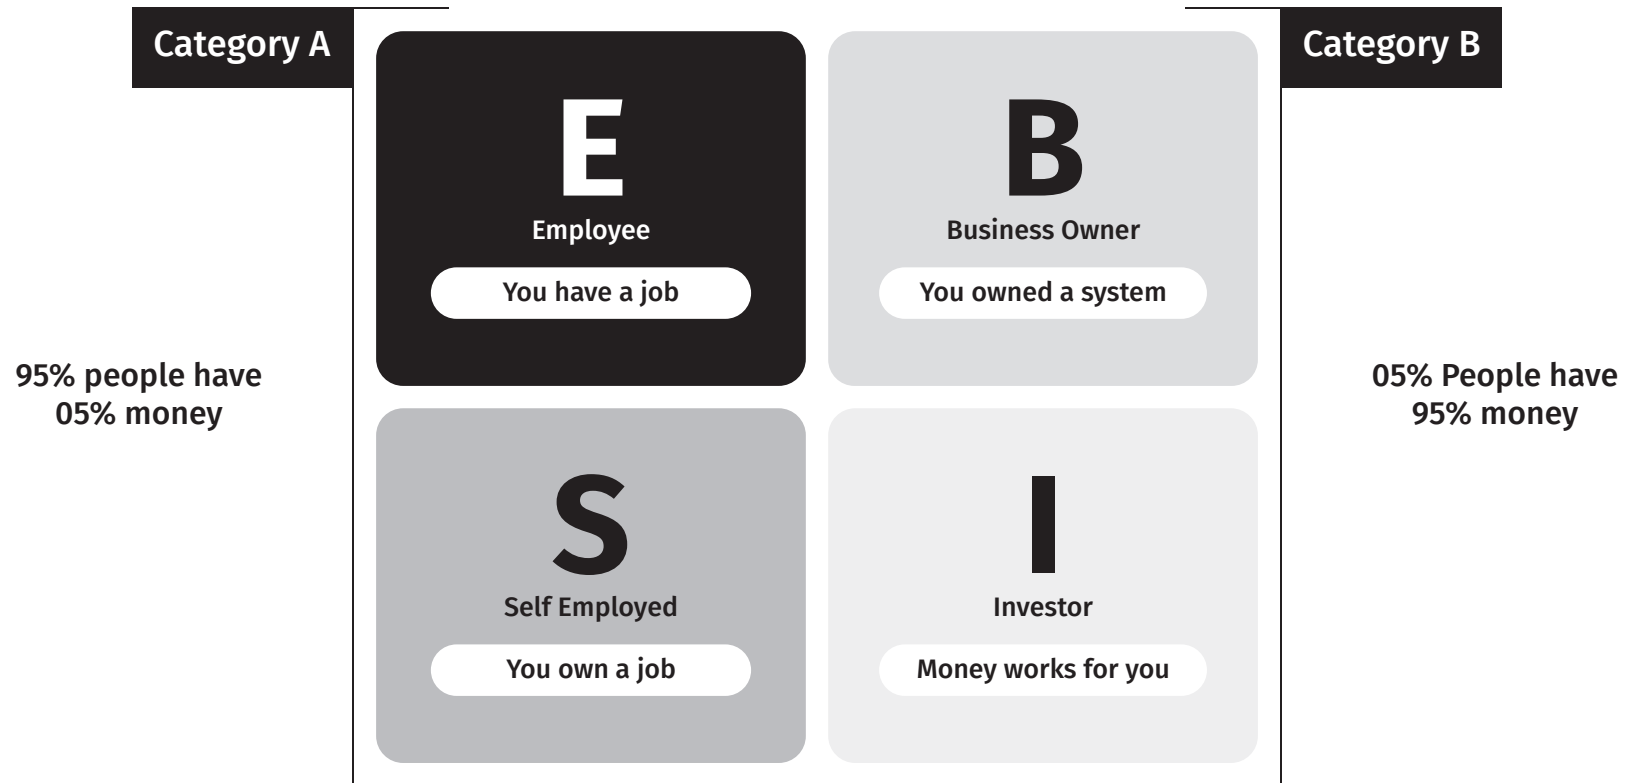 Category A
95% people have
05% money
E
Employee
You have a job
S
Self Employed
You own a job
B
Business Owner
You owned a system
I
Investor
Money works for you
Category B
05% People have
95% money